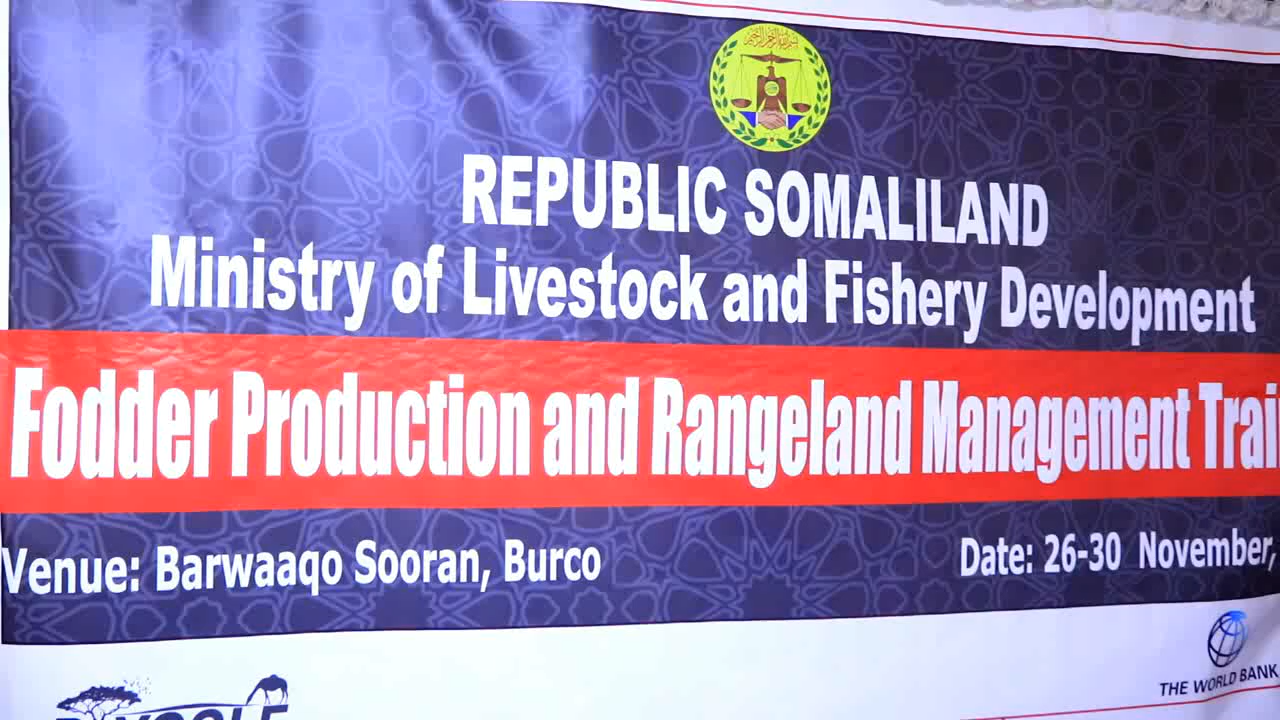 REPUBLIC SOMALILAND
Ministry of Livestock and Fishery Development
Fodder Production and Rangeland Management
Venue: Barwaaqo Sooran, Burco
Date: 26-30 November,
THE WORLD BANK